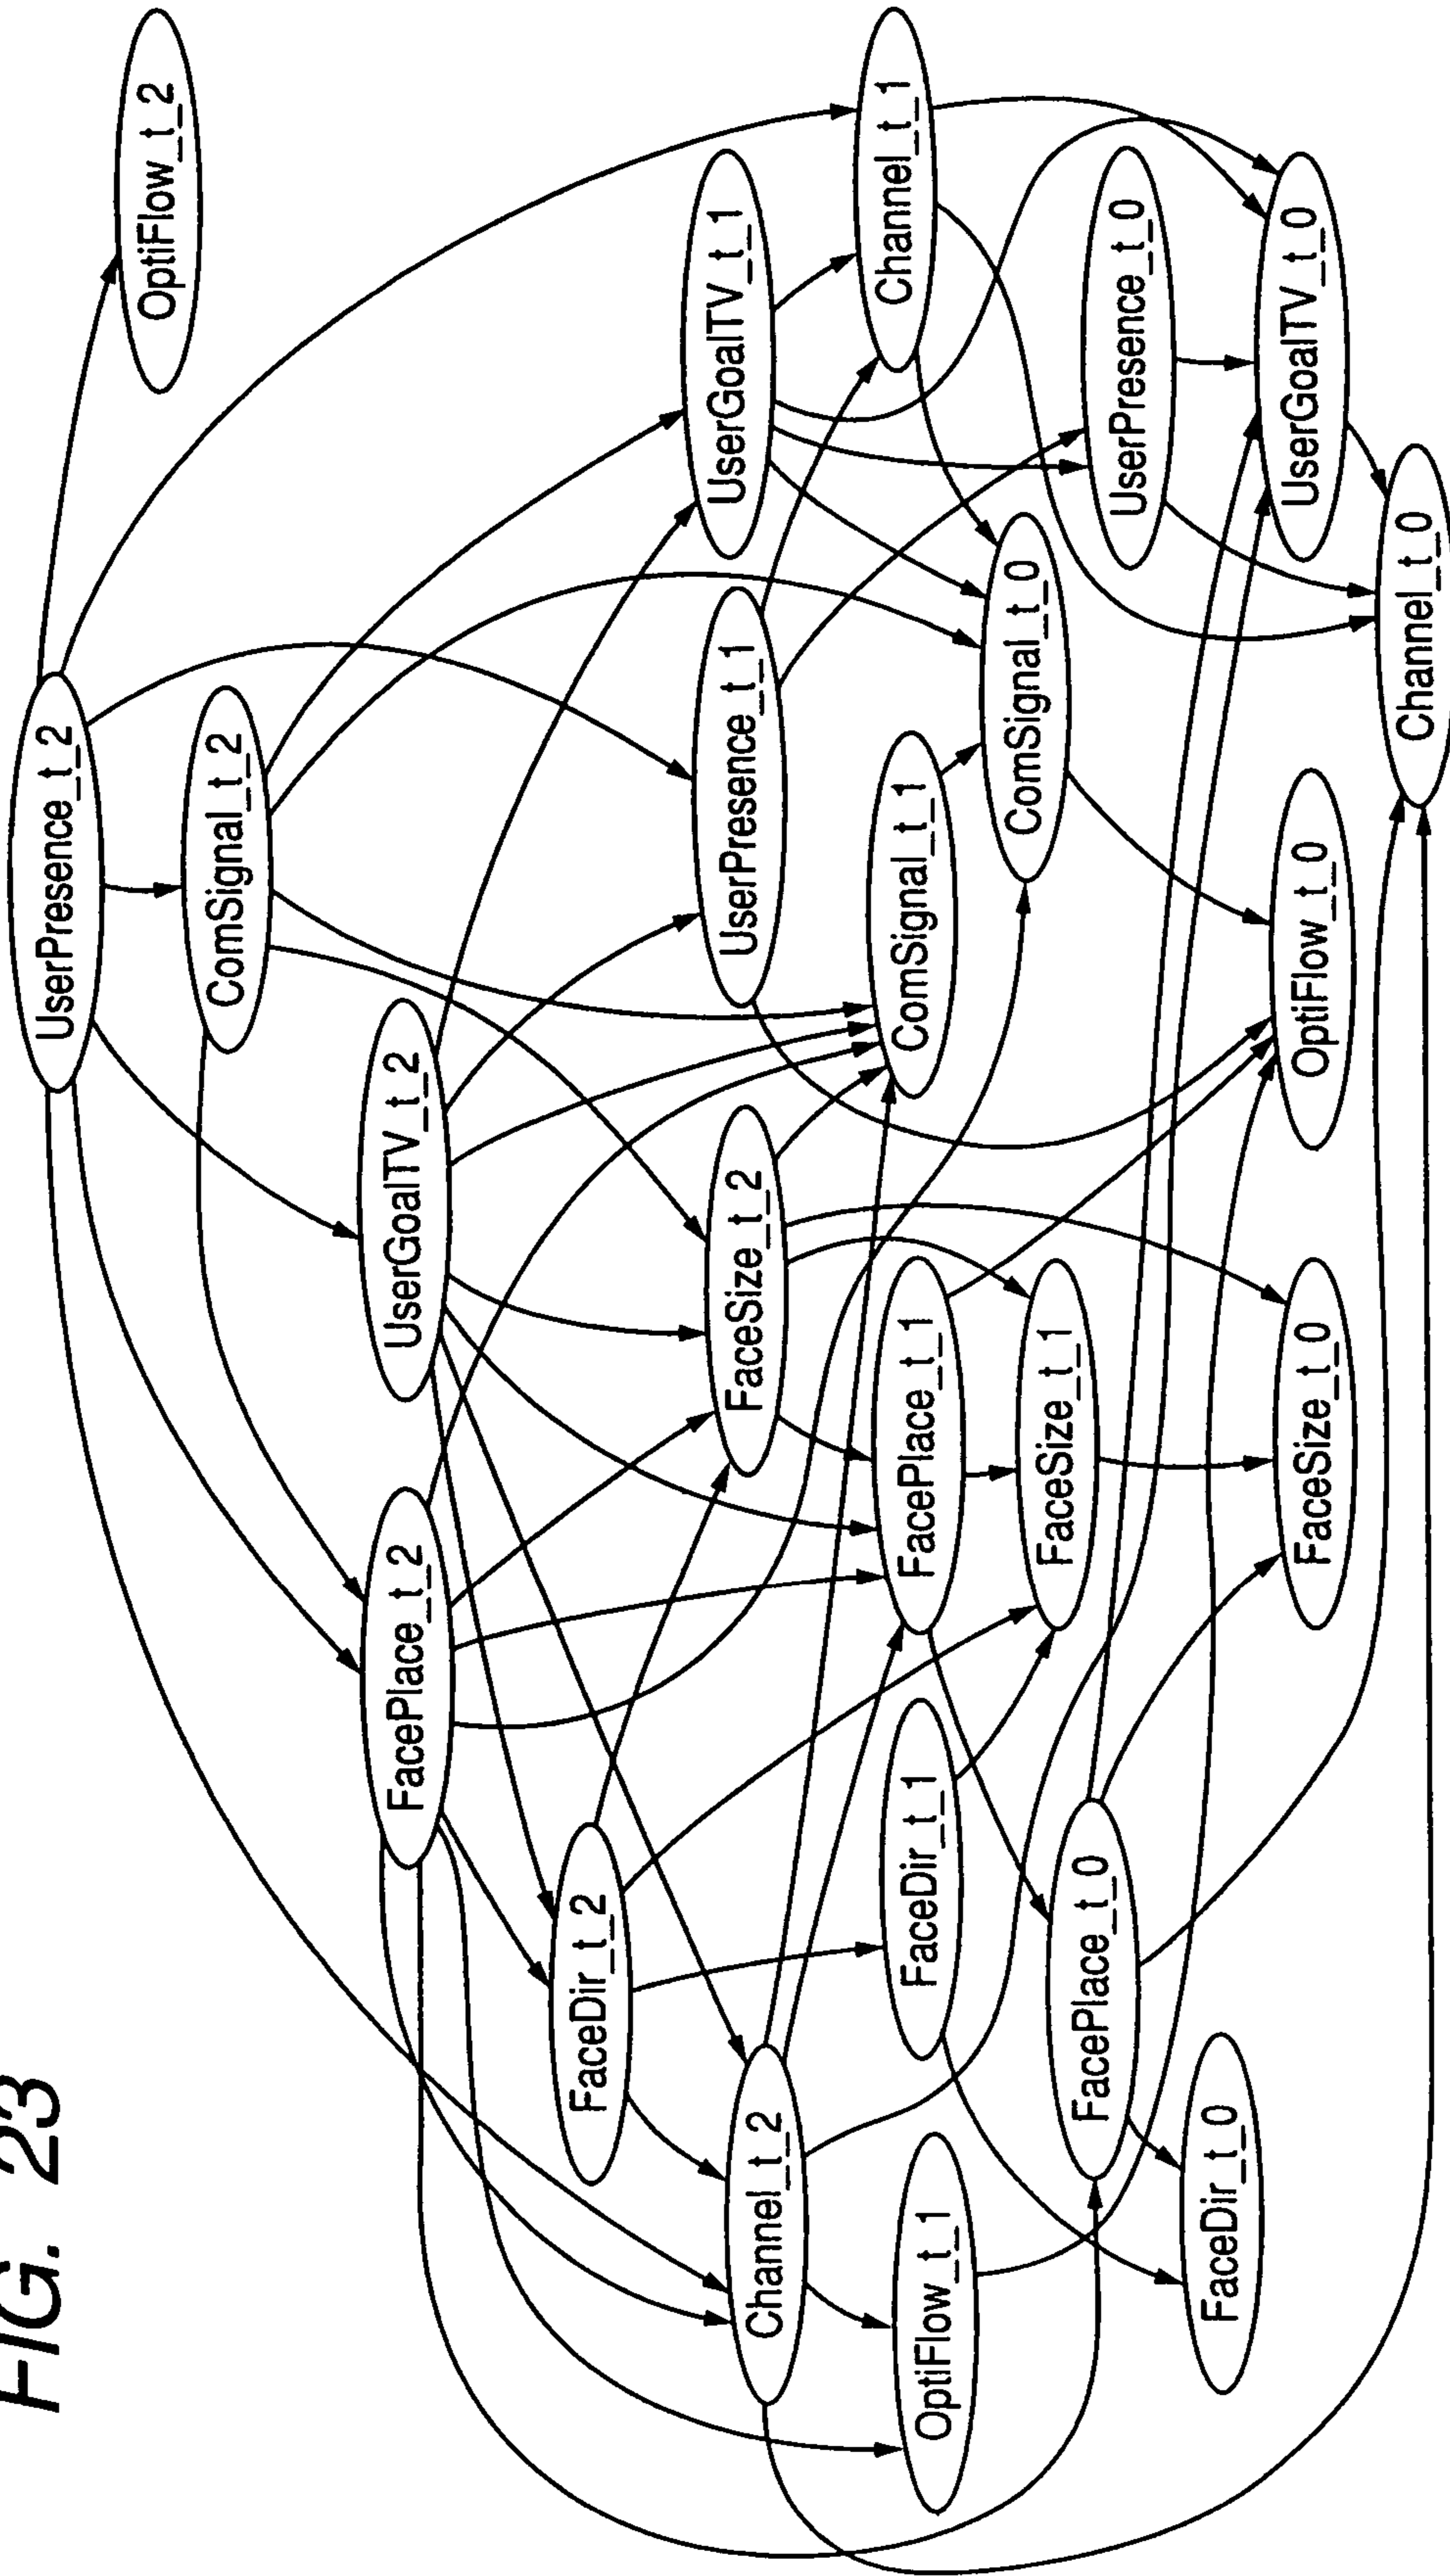 FIG. 23
UserPresence_t_2
OptiFlow_t_2
ComSignal_t_2
FacePlace_t_2
UserGoalTV_t_2
FaceDir_t_2
UserGoalTV_t_1
UserPresence_t_1
FaceSize_t_2
Channel_t_2
Channel_t_1
ComSignal_t_1
FacePlace_t_1
FaceDir_t_1
OptiFlow_t_1
ComSignal_t_0
FaceSize_t_1
FacePlace_t_0
UserPresence_t_0
FaceDir_t_0
UserGoalTV_t_0
OptiFlow_t_0
FaceSize_t_0
Channel_t_0